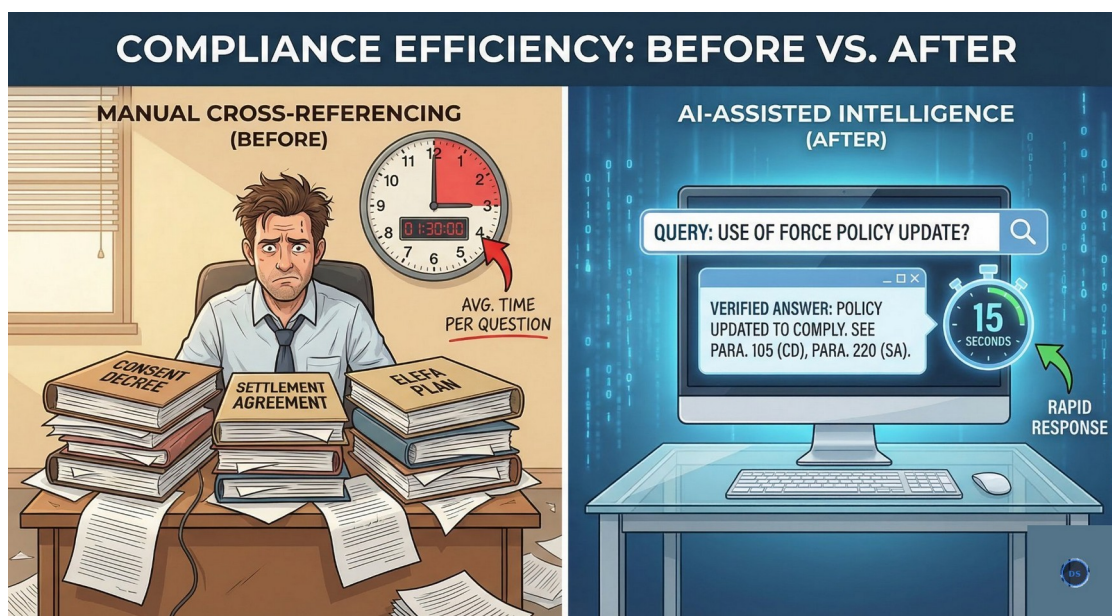 COMPLIANCE EFFICIENCY: BEFORE VS. AFTER
MANUAL CROSS-REFERENCING
(BEFORE)
12
1
2
3
4
5
6
7
8
9
10
11
01:30:00
AVG. TIME
PER QUESTION
CONSENT
DECREE
SETTLEMENT
AGREEMENT
ELEFA
PLAN
AI-ASSISTED INTELLIGENCE
(AFTER)
QUERY: USE OF FORCE POLICY UPDATE?
VERIFIED ANSWER: POLICY
UPDATED TO COMPLY. SEE
PARA. 105 (CD), PARA. 220 (SA).
15
SECONDS
RAPID
RESPONSE
DS